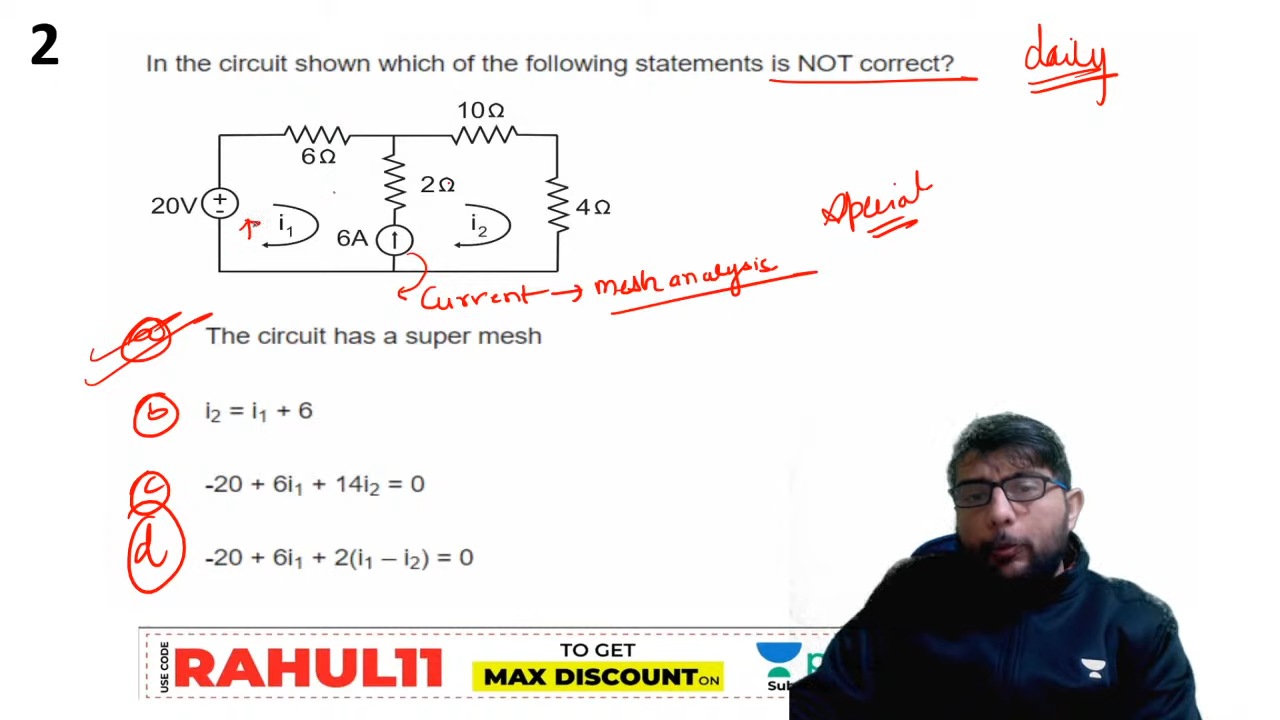 2
In the circuit shown which of the following statements is NOT correct?
daily
10Ω
6Ω
2Ω
20V
4Ω
i₁
i₂
6A
special
current → mesh analysis
a The circuit has a super mesh
b i₂ = i₁ + 6
c -20 + 6i₁ + 14i₂ = 0
d -20 + 6i₁ + 2(i₁ – i₂) = 0
USE CODE
RAHUL11
TO GET
MAX DISCOUNT ON